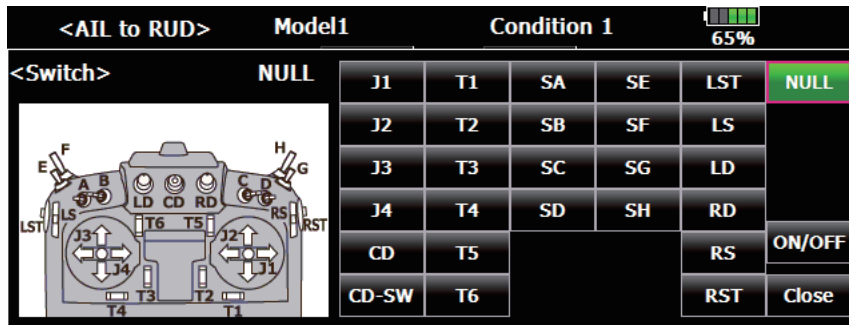 <AIL to RUD> Model1 Condition 1 65%
<Switch> NULL
J1 T1 SA SE LST NULL
J2 T2 SB SF LS
J3 T3 SC SG LD
J4 T4 SD SH RD
CD T5 RS ON/OFF
CD-SW T6 RST Close
F H
E G
A B C D
LD CD RD
LST LS T6 T5 RS RST
J3 J2
J4 J1
T3 T2
T4 T1